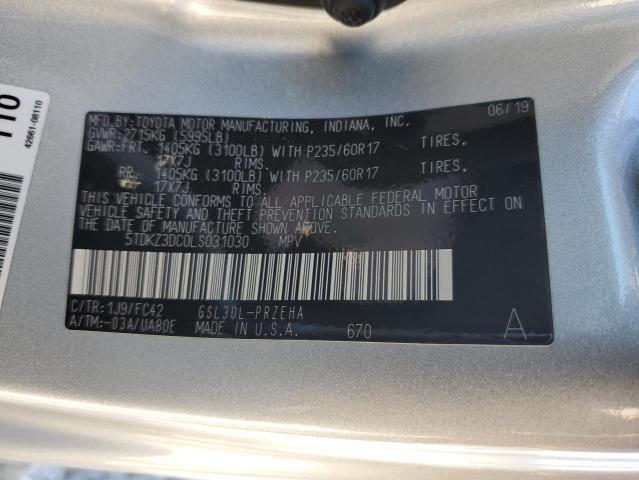 MFD.BY:TOYOTA MOTOR MANUFACTURING, INDIANA, INC. 06/19
GVWR:2715KG (5995LB)
GAWR:FRT. 1405KG (3100LB) WITH P235/60R17 TIRES,
17X7J RIMS,
RR. 1405KG (3100LB) WITH P235/60R17 TIRES,
17X7J RIMS.
THIS VEHICLE CONFORMS TO ALL APPLICABLE FEDERAL MOTOR
VEHICLE SAFETY AND THEFT PREVENTION STANDARDS IN EFFECT ON
THE DATE OF MANUFACTURE SHOWN ABOVE.
5TDKZ3DC0LS031030 MPV
C/TR:1J9/FC42 GSL30L-PRZEHA
A/TM:-03A/UA80E MADE IN U.S.A. 670 A
110
42661-08110